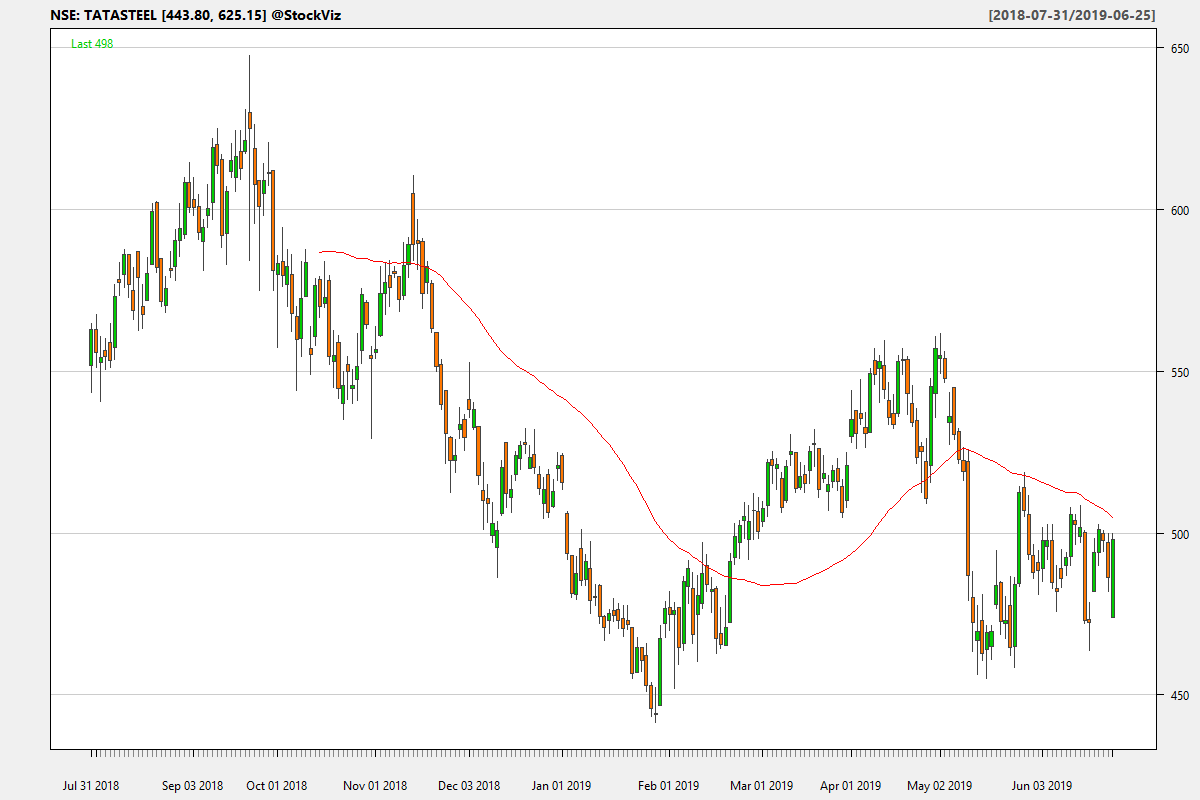 NSE: TATASTEEL [443.80, 625.15] @StockViz [2018-07-31/2019-06-25]
Last 498
650
600
550
500
450
Jul 31 2018 Sep 03 2018 Oct 01 2018 Nov 01 2018 Dec 03 2018 Jan 01 2019 Feb 01 2019 Mar 01 2019 Apr 01 2019 May 02 2019 Jun 03 2019